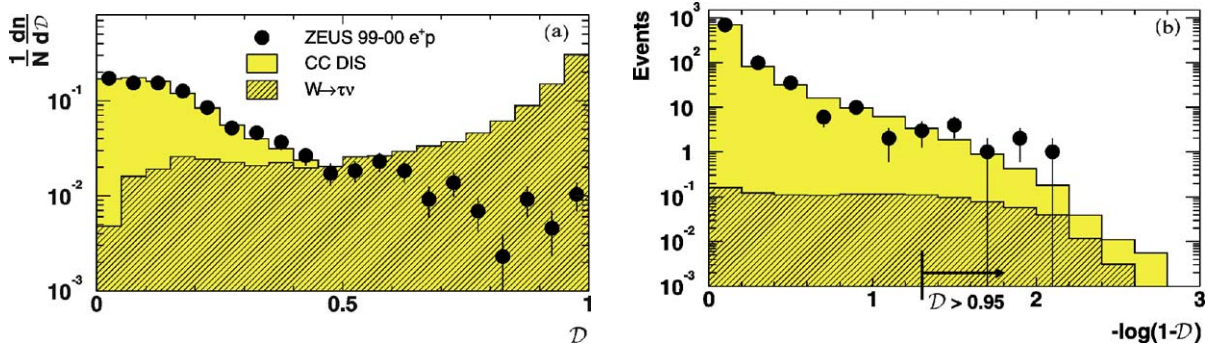 1/N dn/dD
(a)
ZEUS 99-00 e⁺p
CC DIS
W→τν
10⁻¹
10⁻²
10⁻³
0 0.5 1
D
Events
(b)
10³
10²
10
1
10⁻¹
10⁻²
10⁻³
D > 0.95
0 1 2 3
-log(1-D)